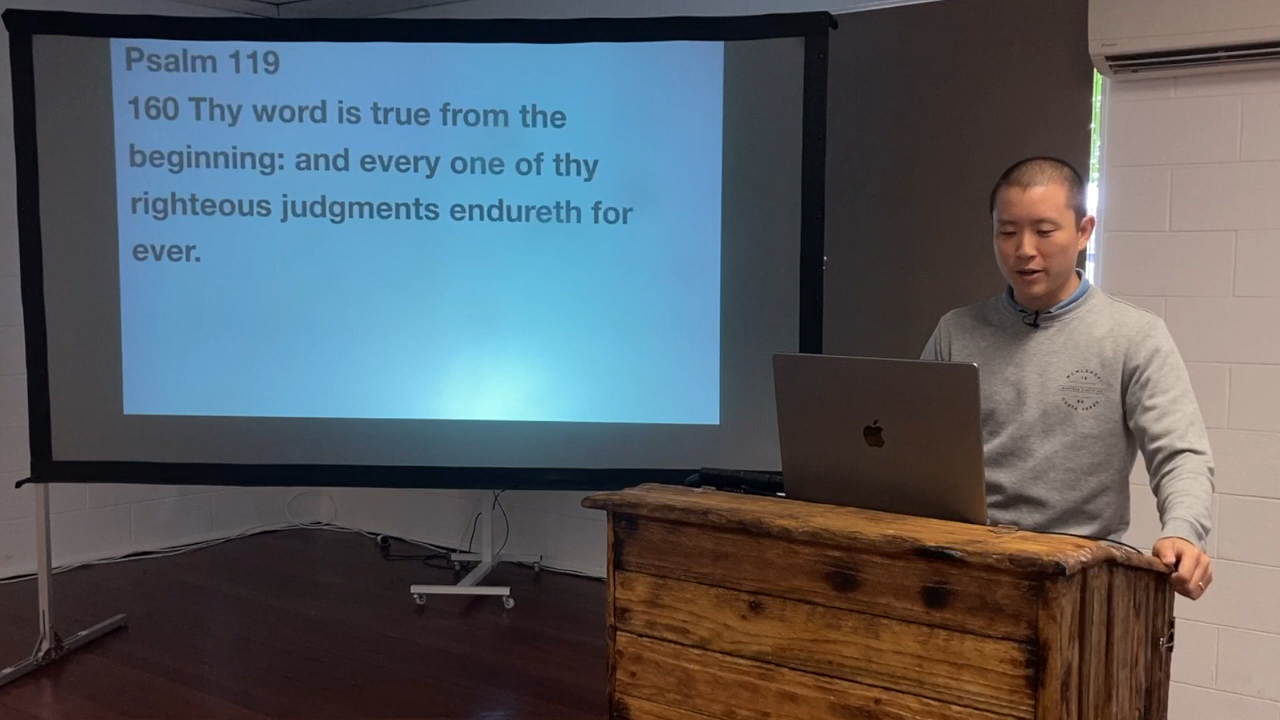 Psalm 119
160 Thy word is true from the
beginning: and every one of thy
righteous judgments endureth for
ever.